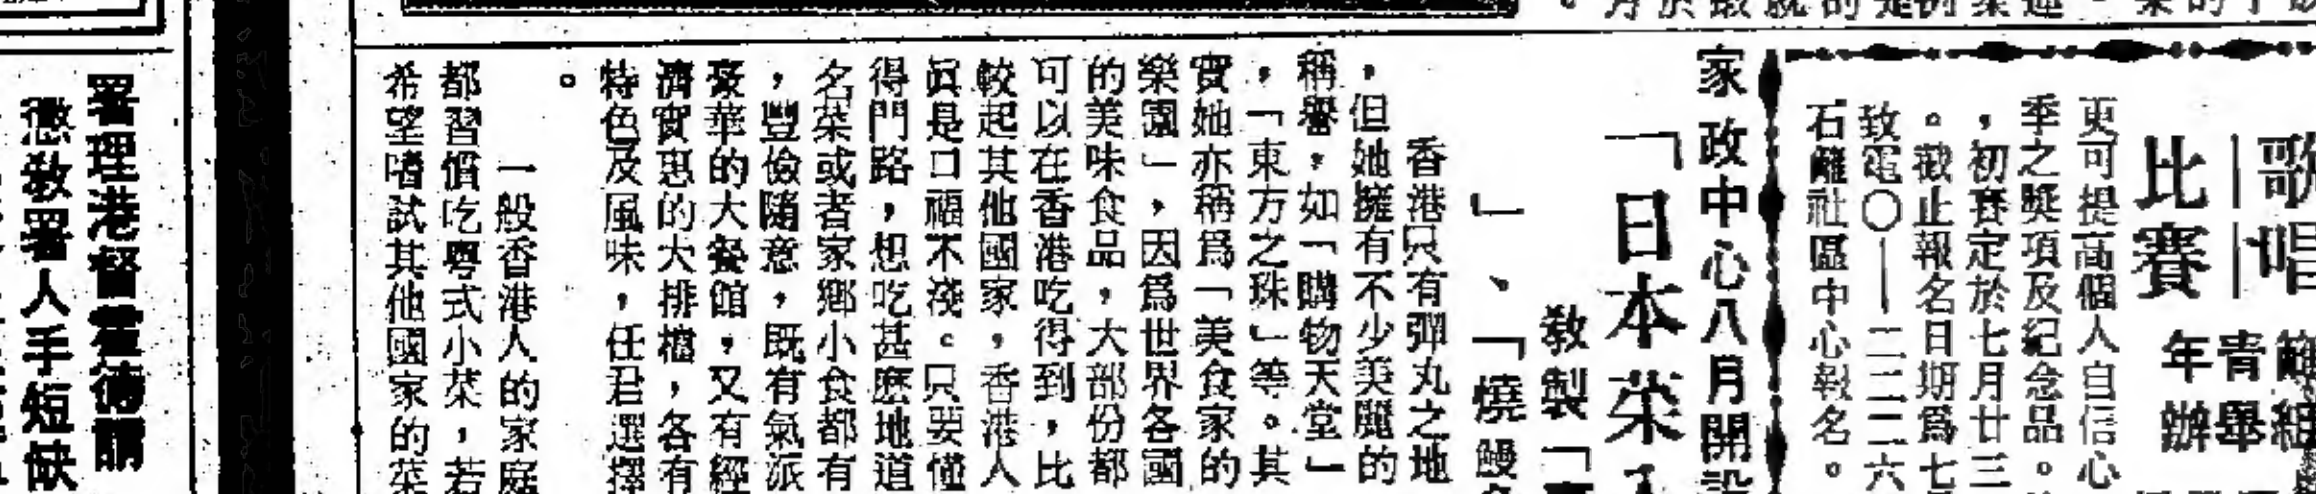 歌唱
比賽
青
年
舉
辦
更可提高個人自信心
季之獎項及紀念品。
，初賽定於七月廿三
。截止報名日期爲七
致電〇——二二二六
石籬社區中心報名。
家政中心八月開設
「日本菜
教製「
」、「燒鰻
香港只有彈丸之地
，但她擁有不少美麗的
稱譽，如「購物天堂」
，「東方之珠」等。其
實她亦稱爲「美食家的
樂園」，因爲世界各國
的美味食品，大部份都
可以在香港吃得到，比
較起其他國家，香港人
眞是口福不淺。只要懂
得門路，想吃甚麽地道
名菜或者家鄉小食都有
，豐儉隨意，既有氣派
豪華的大餐館，又有經
濟實惠的大排檔，各有
特色及風味，任君選擇
。
一般香港人的家庭
都習慣吃粤式小菜，若
希望嗜試其他國家的菜
署理港督霍德謂
懲教署人手短缺